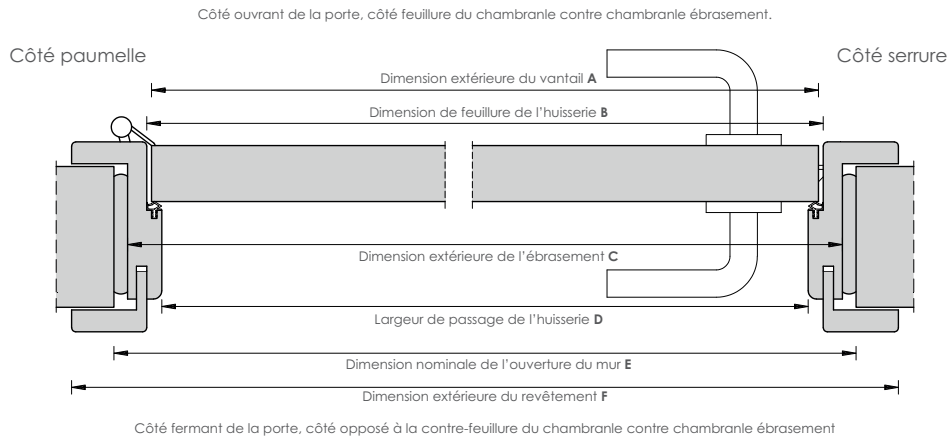 Côté ouvrant de la porte, côté feuillure du chambranle contre chambranle ébrasement.
Côté paumelle
Côté serrure
Dimension extérieure du vantail A
Dimension de feuillure de l'huisserie B
Dimension extérieure de l'ébrasement C
Largeur de passage de l'huisserie D
Dimension nominale de l'ouverture du mur E
Dimension extérieure du revêtement F
Côté fermant de la porte, côté opposé à la contre-feuillure du chambranle contre chambranle ébrasement